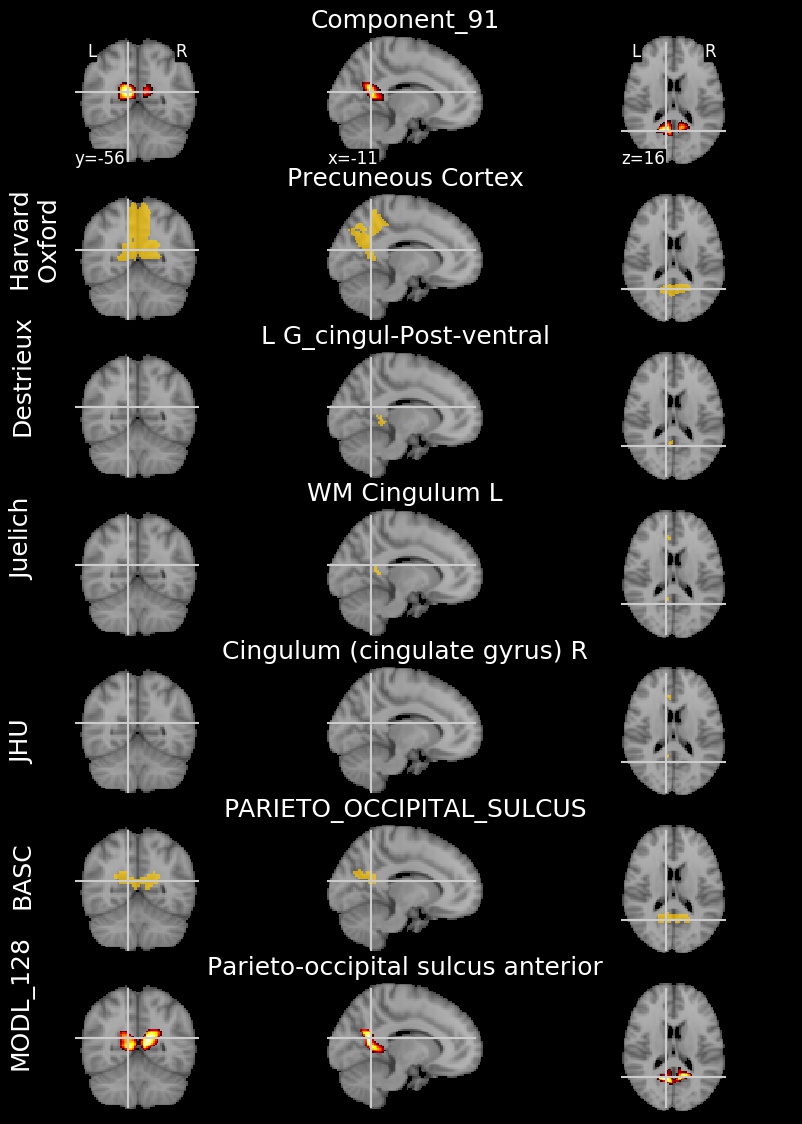 Component_91
L R
L R
y=-56
x=-11
z=16
Precuneous Cortex
Harvard
Oxford
L G_cingul-Post-ventral
Destrieux
WM Cingulum L
Juelich
Cingulum (cingulate gyrus) R
JHU
PARIETO_OCCIPITAL_SULCUS
BASC
Parieto-occipital sulcus anterior
MODL_128